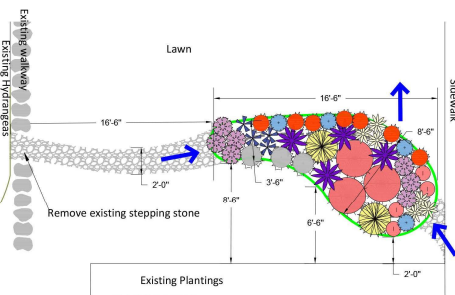 Existing walkway
Existing Hydrangeas
Lawn
Sidewalk
16'-6"
16'-6"
8'-6"
2'-0"
3'-6"
8'-6"
6'-6"
Remove existing stepping stone
2'-0"
Existing Plantings